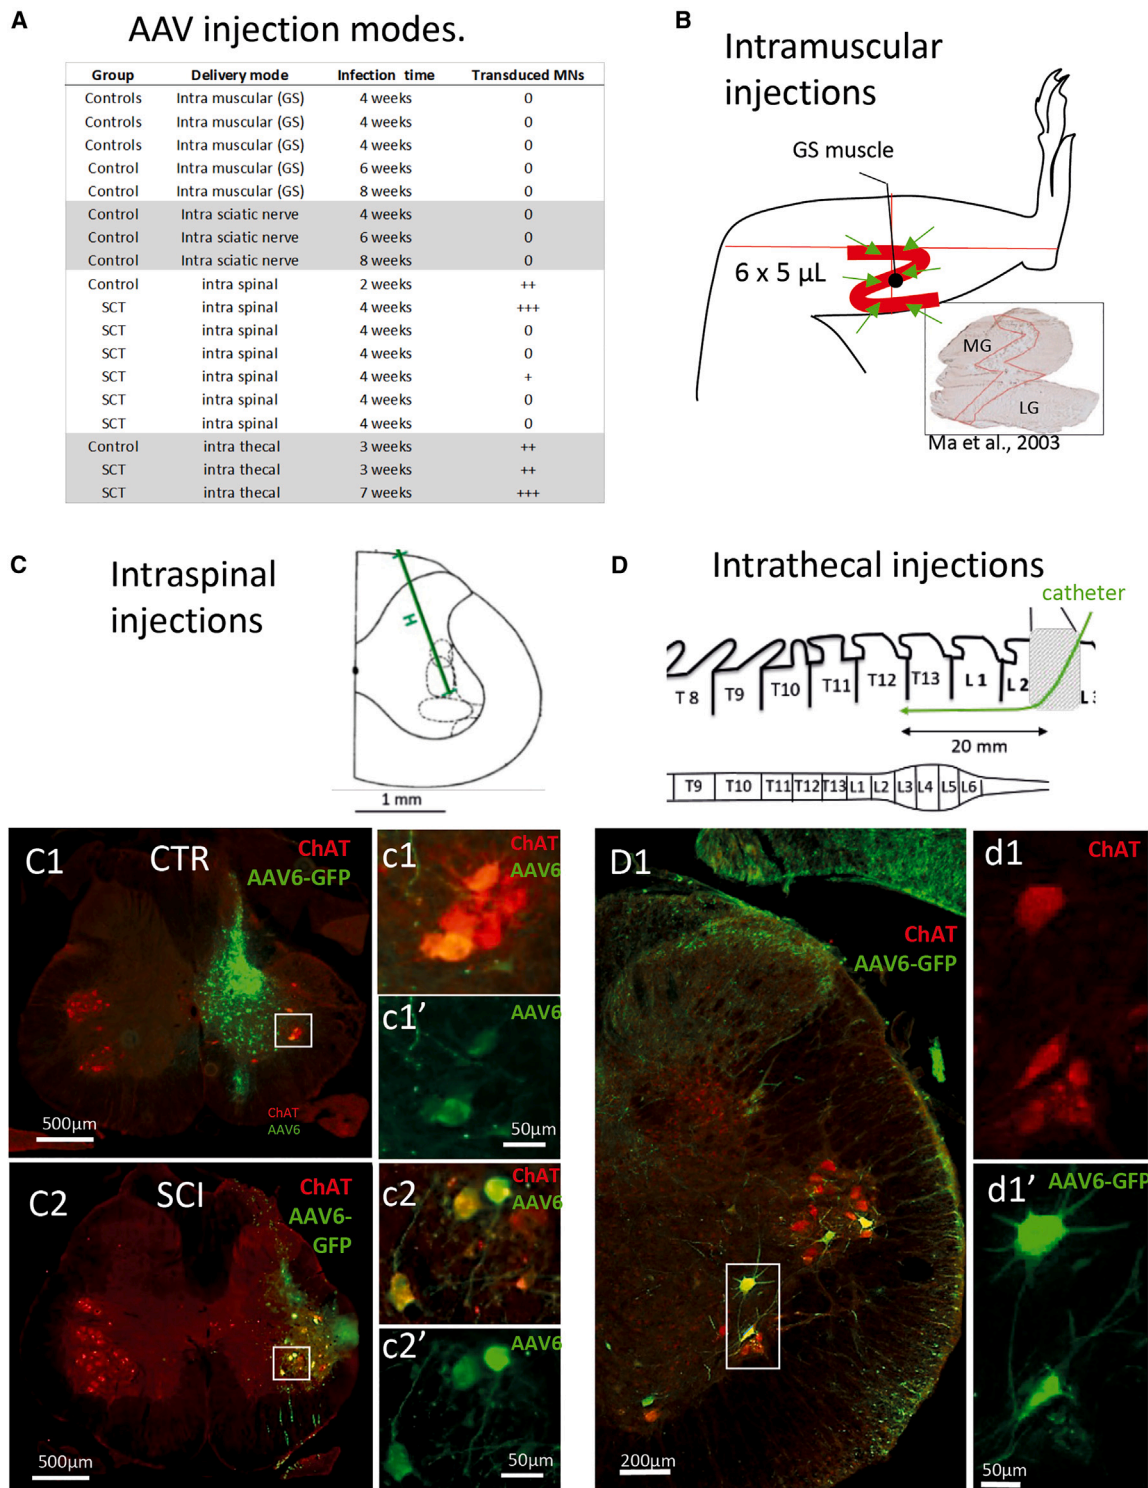 A
AAV injection modes.
Group Delivery mode Infection time Transduced MNs
Controls Intra muscular (GS) 4 weeks 0
Controls Intra muscular (GS) 4 weeks 0
Controls Intra muscular (GS) 4 weeks 0
Control Intra muscular (GS) 6 weeks 0
Control Intra muscular (GS) 8 weeks 0
Control Intra sciatic nerve 4 weeks 0
Control Intra sciatic nerve 6 weeks 0
Control Intra sciatic nerve 8 weeks 0
Control intra spinal 2 weeks ++
SCT intra spinal 4 weeks +++
SCT intra spinal 4 weeks 0
SCT intra spinal 4 weeks 0
SCT intra spinal 4 weeks +
SCT intra spinal 4 weeks 0
SCT intra spinal 4 weeks 0
Control intra thecal 3 weeks ++
SCT intra thecal 3 weeks ++
SCT intra thecal 7 weeks +++
B
Intramuscular
injections
GS muscle
6 x 5 µL
MG
LG
Ma et al., 2003
C
Intraspinal
injections
H
1 mm
D
Intrathecal injections
catheter
T 8 T9 T10 T11 T12 T13 L 1 L 2
20 mm
T9 T10 T11 T12 T13 L1 L2 L3 L4 L5 L6
C1
CTR
ChAT
AAV6-GFP
ChAT
AAV6
500µm
c1
ChAT
AAV6
c1’
AAV6
50µm
C2
SCI
ChAT
AAV6-
GFP
500µm
c2
ChAT
AAV6
c2’
AAV6
50µm
D1
ChAT
AAV6-GFP
200µm
d1
ChAT
d1’
AAV6-GFP
50µm